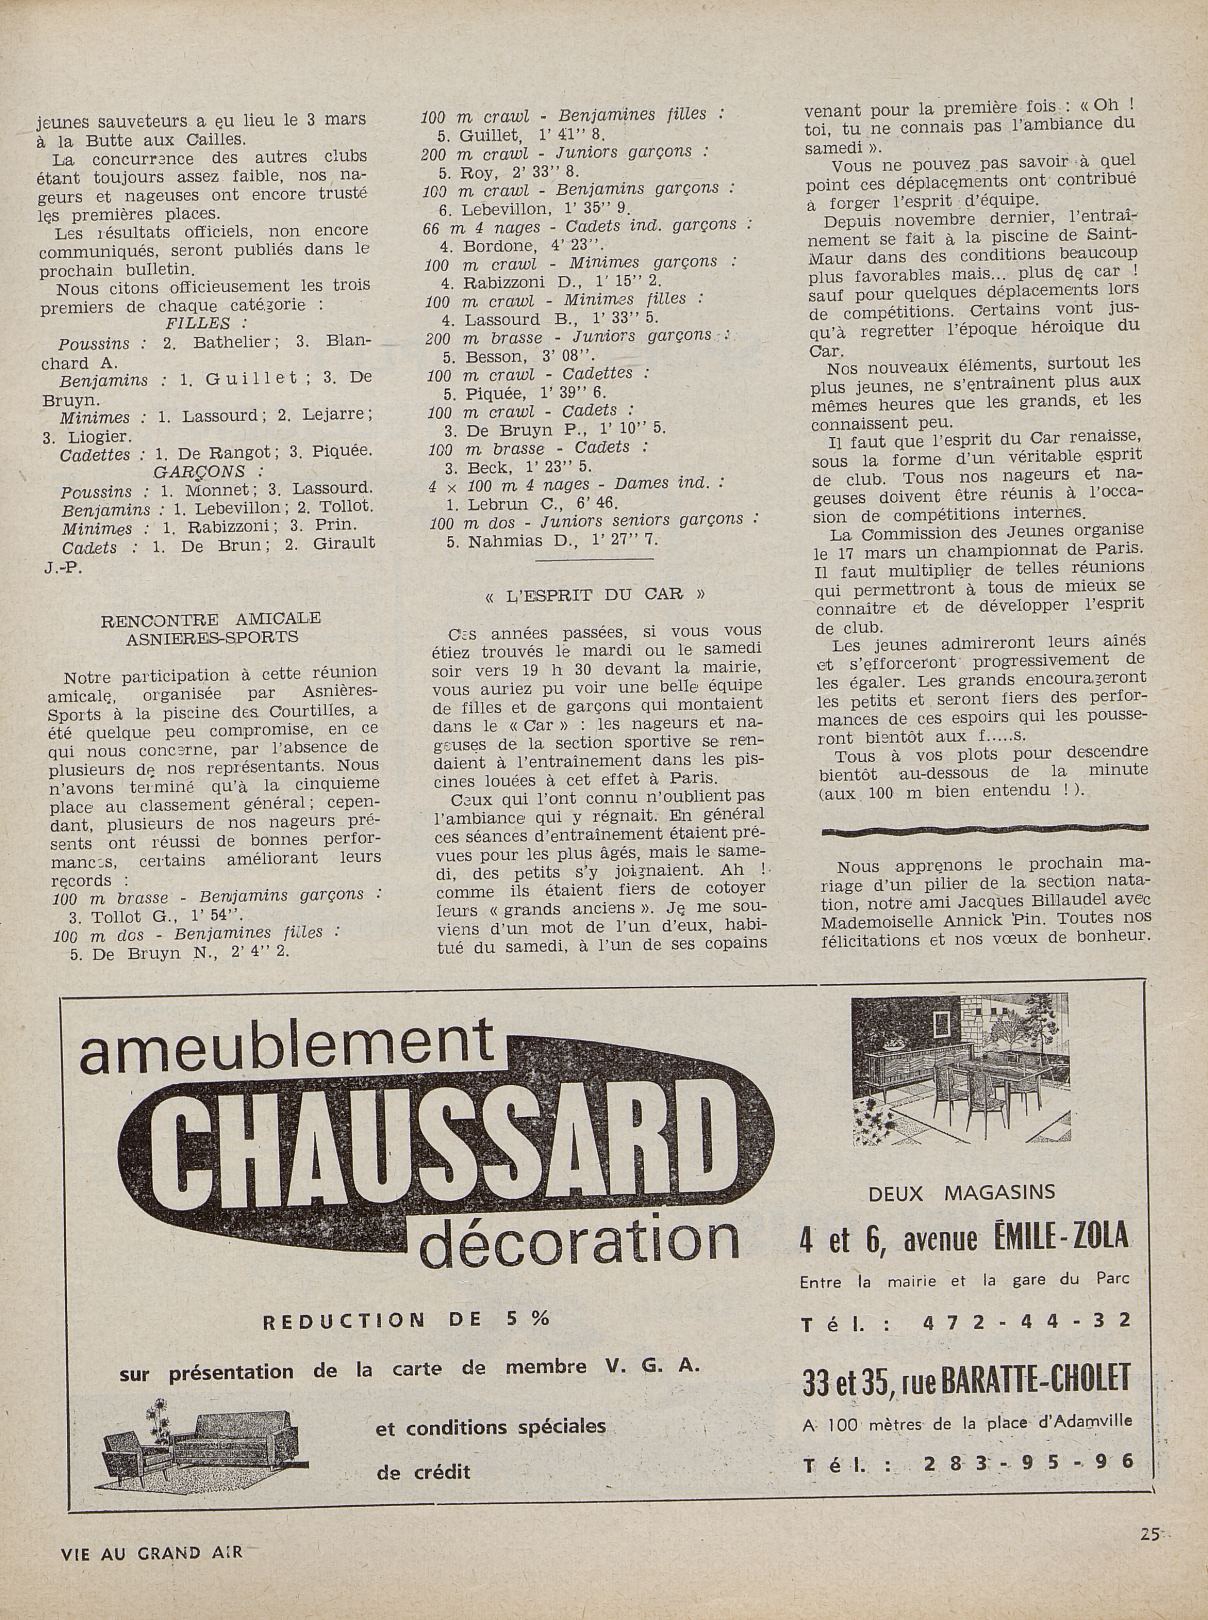 jeunes sauveteurs a eu lieu le 3 mars
à la Butte aux Cailles.
La concurrence des autres clubs
étant toujours assez faible, nos na-
geurs et nageuses ont encore trusté
les premières places.
Les résultats officiels, non encore
communiqués, seront publiés dans le
prochain bulletin.
Nous citons officieusement les trois
premiers de chaque catégorie :
FILLES :
Poussins : 2. Bathelier ; 3. Blan-
chard A.
Benjamins : 1. Guillet ; 3. De
Bruyn.
Minimes : 1. Lassourd ; 2. Lejarre ;
3. Liogier.
Cadettes : 1. De Rangot ; 3. Piquée.
GARÇONS :
Poussins : 1. Monnet ; 3. Lassourd.
Benjamins : 1. Lebevillon ; 2. Tollot.
Minimes : 1. Rabizzoni ; 3. Prin.
Cadets : 1. De Brun ; 2. Girault
J.-P.
RENCONTRE AMICALE
ASNIERES-SPORTS
Notre participation à cette réunion
amicale, organisée par Asnières-
Sports à la piscine des Courtilles, a
été quelque peu compromise, en ce
qui nous concerne, par l'absence de
plusieurs de nos représentants. Nous
n'avons terminé qu'à la cinquieme
place au classement général ; cepen-
dant, plusieurs de nos nageurs pré-
sents ont réussi de bonnes perfor-
mances, certains améliorant leurs
records :
100 m brasse - Benjamins garçons :
3. Tollot G., 1' 54''.
100 m dos - Benjamines filles :
5. De Bruyn N., 2' 4'' 2.
100 m crawl - Benjamines filles :
5. Guillet, 1' 41'' 8.
200 m crawl - Juniors garçons :
5. Roy, 2' 33'' 8.
100 m crawl - Benjamins garçons :
6. Lebevillon, 1' 35'' 9.
66 m 4 nages - Cadets ind. garçons :
4. Bordone, 4' 23''.
100 m crawl - Minimes garçons :
4. Rabizzoni D., 1' 15'' 2.
100 m crawl - Minimes filles :
4. Lassourd B., 1' 33'' 5.
200 m brasse - Juniors garçons :
5. Besson, 3' 08''.
100 m crawl - Cadettes :
5. Piquée, 1' 39'' 6.
100 m crawl - Cadets :
3. De Bruyn P., 1' 10'' 5.
100 m brasse - Cadets :
3. Beck, 1' 23'' 5.
4 × 100 m 4 nages - Dames ind. :
1. Lebrun C., 6' 46.
100 m dos - Juniors seniors garçons :
5. Nahmias D., 1' 27'' 7.
« L'ESPRIT DU CAR »
Ces années passées, si vous vous
étiez trouvés le mardi ou le samedi
soir vers 19 h 30 devant la mairie,
vous auriez pu voir une belle équipe
de filles et de garçons qui montaient
dans le « Car » : les nageurs et na-
geuses de la section sportive se ren-
daient à l'entraînement dans les pis-
cines louées à cet effet à Paris.
Ceux qui l'ont connu n'oublient pas
l'ambiance qui y régnait. En général
ces séances d'entraînement étaient pré-
vues pour les plus âgés, mais le same-
di, des petits s'y joignaient. Ah !
comme ils étaient fiers de cotoyer
leurs « grands anciens ». Je me sou-
viens d'un mot de l'un d'eux, habi-
tué du samedi, à l'un de ses copains
venant pour la première fois : « Oh !
toi, tu ne connais pas l'ambiance du
samedi ».
Vous ne pouvez pas savoir à quel
point ces déplacements ont contribué
à forger l'esprit d'équipe.
Depuis novembre dernier, l'entraî-
nement se fait à la piscine de Saint-
Maur dans des conditions beaucoup
plus favorables mais... plus de car !
sauf pour quelques déplacements lors
de compétitions. Certains vont jus-
qu'à regretter l'époque héroique du
Car.
Nos nouveaux éléments, surtout les
plus jeunes, ne s'entraînent plus aux
mêmes heures que les grands, et les
connaissent peu.
Il faut que l'esprit du Car renaisse,
sous la forme d'un véritable esprit
de club. Tous nos nageurs et na-
geuses doivent être réunis à l'occa-
sion de compétitions internes.
La Commission des Jeunes organise
le 17 mars un championnat de Paris.
Il faut multiplier de telles réunions
qui permettront à tous de mieux se
connaître et de développer l'esprit
de club.
Les jeunes admireront leurs aînés
et s'efforceront progressivement de
les égaler. Les grands encourageront
les petits et seront fiers des perfor-
mances de ces espoirs qui les pousse-
ront bientôt aux f.....s.
Tous à vos plots pour descendre
bientôt au-dessous de la minute
(aux 100 m bien entendu ! ).
Nous apprenons le prochain ma-
riage d'un pilier de la section nata-
tion, notre ami Jacques Billaudel avec
Mademoiselle Annick Pin. Toutes nos
félicitations et nos vœux de bonheur.
ameublement
CHAUSSARD
décoration
REDUCTION DE 5 %
sur présentation de la carte de membre V. G. A.
et conditions spéciales
de crédit
DEUX MAGASINS
4 et 6, avenue ÉMILE-ZOLA
Entre la mairie et la gare du Parc
Tél. : 472-44-32
33 et 35, rue BARATTE-CHOLET
A 100 mètres de la place d'Adamville
Tél. : 283-95-96
VIE AU GRAND AIR
25